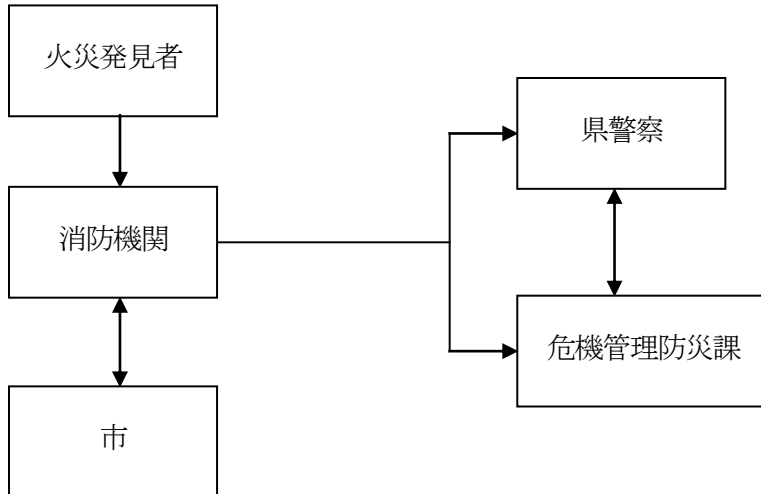 火災発見者
県警察
消防機関
危機管理防災課
市